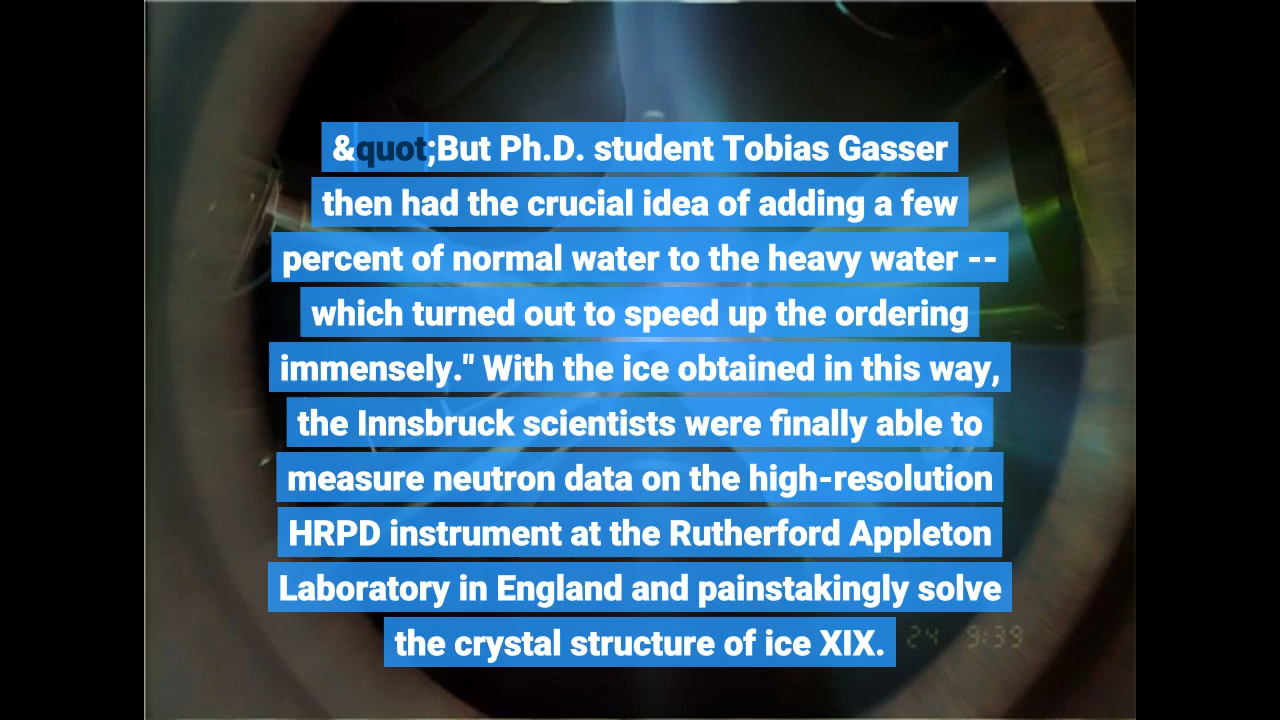 &quot;But Ph.D. student Tobias Gasser
then had the crucial idea of adding a few
percent of normal water to the heavy water --
which turned out to speed up the ordering
immensely." With the ice obtained in this way,
the Innsbruck scientists were finally able to
measure neutron data on the high-resolution
HRPD instrument at the Rutherford Appleton
Laboratory in England and painstakingly solve
the crystal structure of ice XIX.
24 9:39